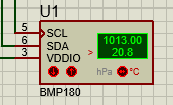 U1
5 SCL
6 SDA
3 VDDIO
>
1013.00
20.8
hPa °C
BMP180